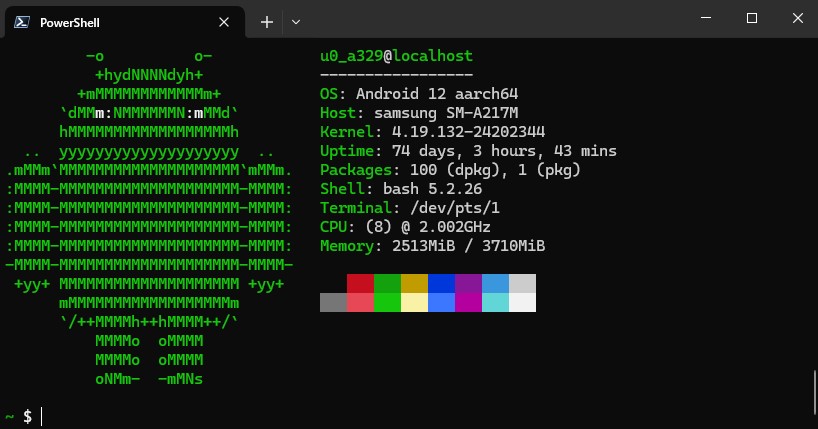 PowerShell
         -o          o-
          +hydNNNNdyh+
        +mMMMMMMMMMMMMm+
      `dMMm:NMMMMMMN:mMMd`
      hMMMMMMMMMMMMMMMMMMh
  ..  yyyyyyyyyyyyyyyyyyyy  ..
.mMMm`MMMMMMMMMMMMMMMMMMMM`mMMm.
:MMMM-MMMMMMMMMMMMMMMMMMMM-MMMM:
:MMMM-MMMMMMMMMMMMMMMMMMMM-MMMM:
:MMMM-MMMMMMMMMMMMMMMMMMMM-MMMM:
:MMMM-MMMMMMMMMMMMMMMMMMMM-MMMM:
-MMMM-MMMMMMMMMMMMMMMMMMMM-MMMM-
 +yy+ MMMMMMMMMMMMMMMMMMMM +yy+
      mMMMMMMMMMMMMMMMMMMm
      `/++MMMMh++hMMMM++/`
          MMMMo  oMMMM
          MMMMo  oMMMM
          oNMm-  -mMNs
u0_a329@localhost
-----------------
OS: Android 12 aarch64
Host: samsung SM-A217M
Kernel: 4.19.132-24202344
Uptime: 74 days, 3 hours, 43 mins
Packages: 100 (dpkg), 1 (pkg)
Shell: bash 5.2.26
Terminal: /dev/pts/1
CPU: (8) @ 2.002GHz
Memory: 2513MiB / 3710MiB
~ $